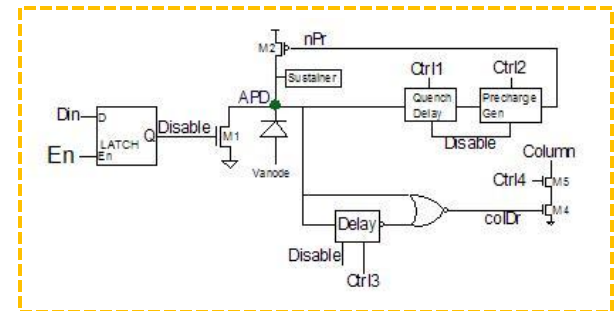 nPr
M2
Sustainer
Ctrl1
Ctrl2
APD
Quench
Delay
Precharge
Gen
Din
D
Q
Disable
M1
LATCH
En
En
Disable
Vanode
Column
Ctrl4
M5
M4
colDr
Delay
Disable
Ctrl3